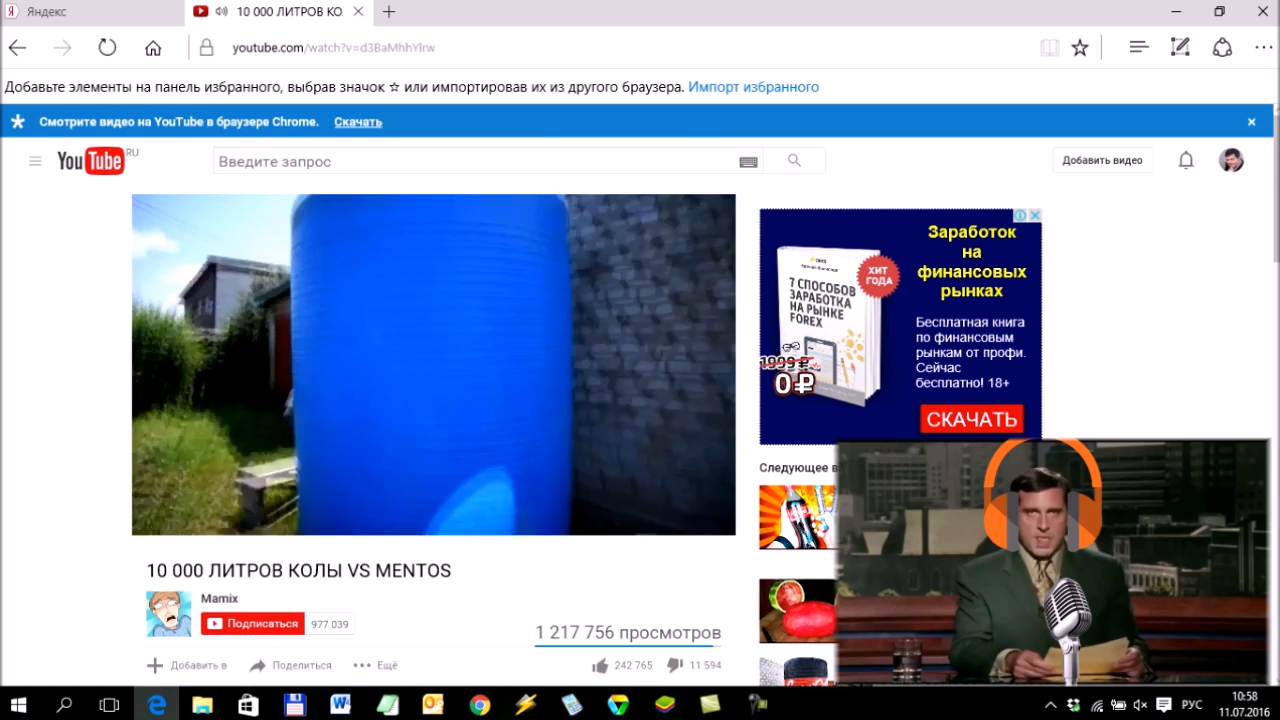 Яндекс
10 000 ЛИТРОВ КО.
youtube.com/watch?v=d3BaMhhYlrw
Добавьте элементы на панель избранного, выбрав значок ☆ или импортировав их из другого браузера. Импорт избранного
Смотрите видео на YouTube в браузере Chrome. Скачать
YouTube RU
Введите запрос
Добавить видео
Заработок
на
финансовых
рынках
ХИТ
ГОДА
7 СПОСОБОВ
ЗАРАБОТКА
НА РЫНКЕ
FOREX
1999 ₽
0 ₽
Бесплатная книга
по финансовым
рынкам от профи.
Сейчас
бесплатно! 18+
СКАЧАТЬ
Следующее в
10 000 ЛИТРОВ КОЛЫ VS MENTOS
Mamix
Подписаться 977 039
1 217 756 просмотров
Добавить в Поделиться Ещё 242 765 11 594
РУС
10:58
11.07.2016